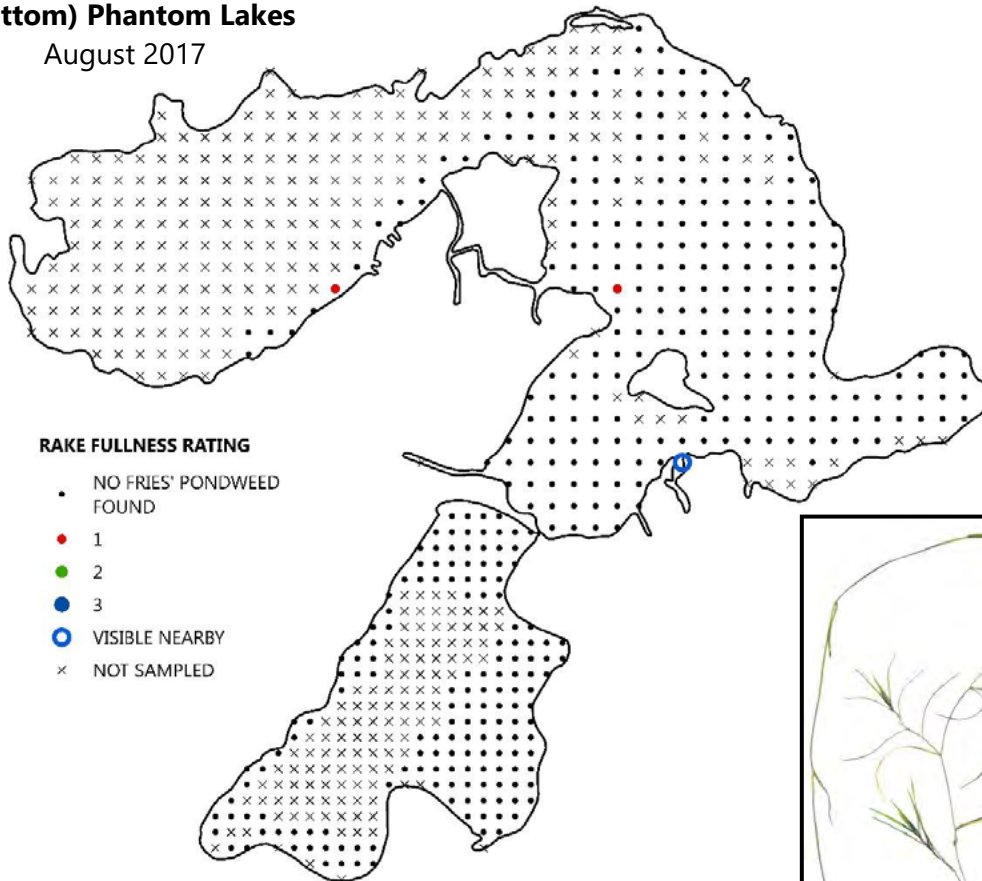 ttom) Phantom Lakes
August 2017
RAKE FULLNESS RATING
NO FRIES' PONDWEED
FOUND
1
2
3
VISIBLE NEARBY
NOT SAMPLED